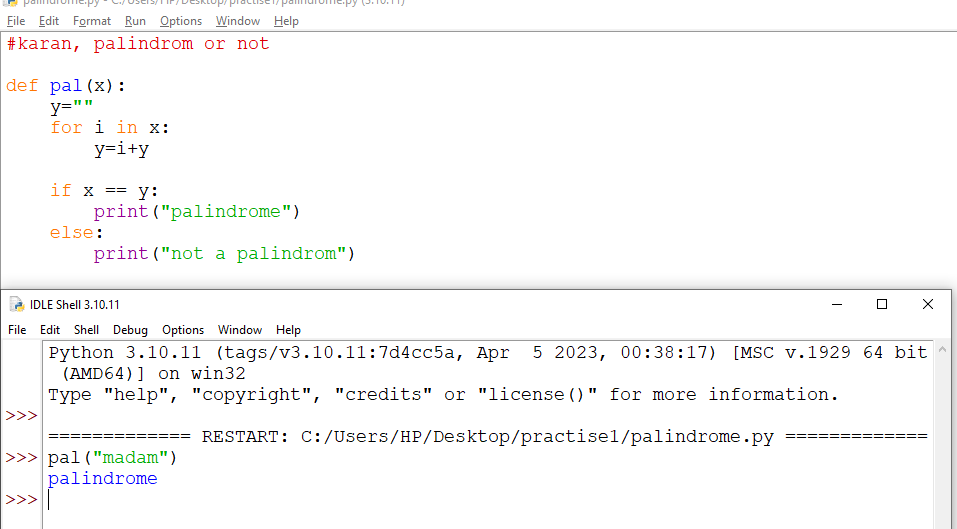 palindrome.py - C:/Users/HP/Desktop/practise1/palindrome.py (3.10.11)
File Edit Format Run Options Window Help
#karan, palindrom or not
def pal(x):
    y=""
    for i in x:
        y=i+y
    if x == y:
        print("palindrome")
    else:
        print("not a palindrom")
IDLE Shell 3.10.11
File Edit Shell Debug Options Window Help
Python 3.10.11 (tags/v3.10.11:7d4cc5a, Apr  5 2023, 00:38:17) [MSC v.1929 64 bit
 (AMD64)] on win32
Type "help", "copyright", "credits" or "license()" for more information.
>>>
============= RESTART: C:/Users/HP/Desktop/practise1/palindrome.py =============
>>> pal("madam")
palindrome
>>>